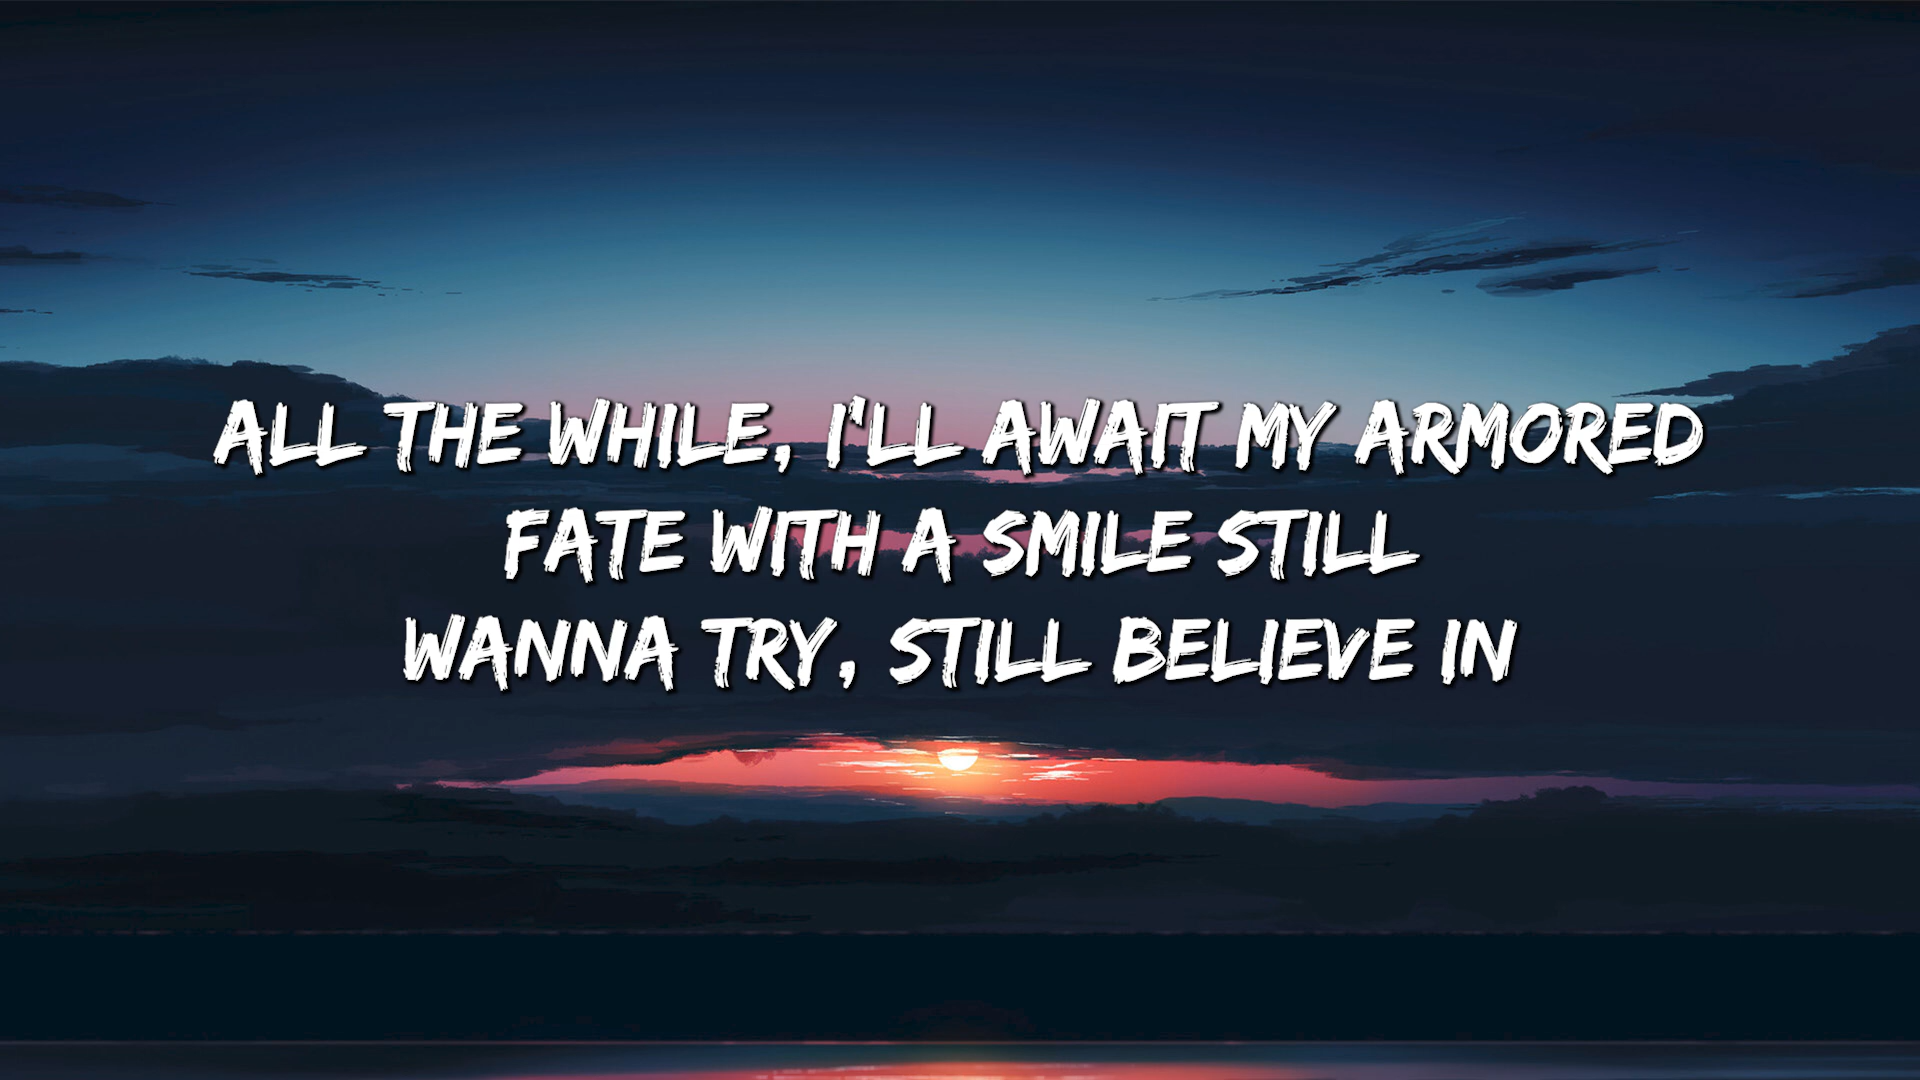 ALL THE WHILE, I'LL AWAIT MY ARMORED
FATE WITH A SMILE STILL
WANNA TRY, STILL BELIEVE IN